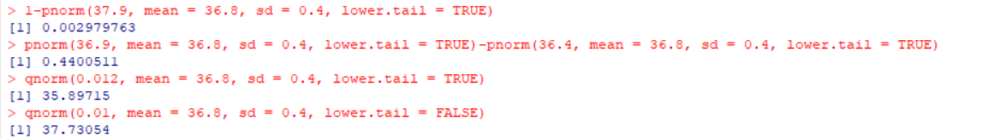 > 1-pnorm(37.9, mean = 36.8, sd = 0.4, lower.tail = TRUE)
[1] 0.002979763
> pnorm(36.9, mean = 36.8, sd = 0.4, lower.tail = TRUE)-pnorm(36.4, mean = 36.8, sd = 0.4, lower.tail = TRUE)
[1] 0.4400511
> qnorm(0.012, mean = 36.8, sd = 0.4, lower.tail = TRUE)
[1] 35.89715
> qnorm(0.01, mean = 36.8, sd = 0.4, lower.tail = FALSE)
[1] 37.73054